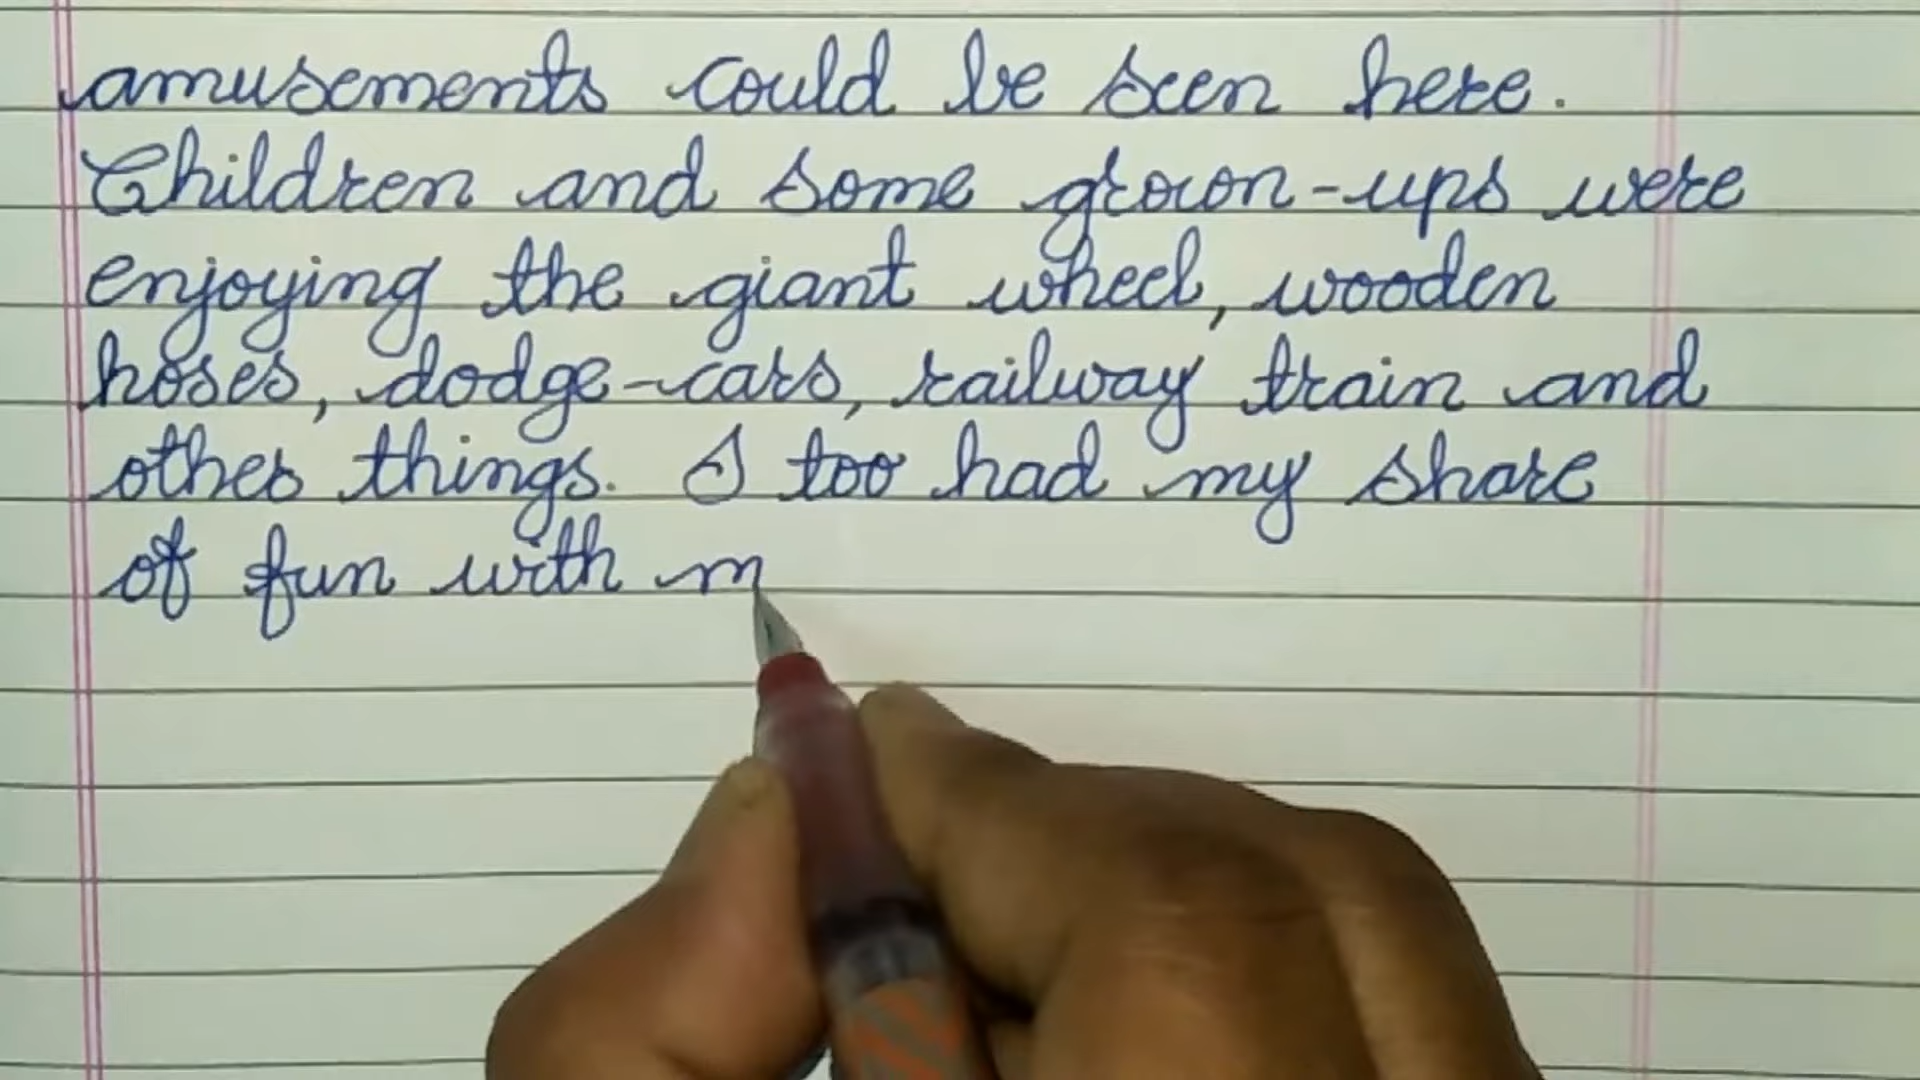 amusements could be seen here.
Children and some grown-ups were
enjoying the giant wheel, wooden
hoses, dodge-cars, railway train and
other things. I too had my share
of fun with m